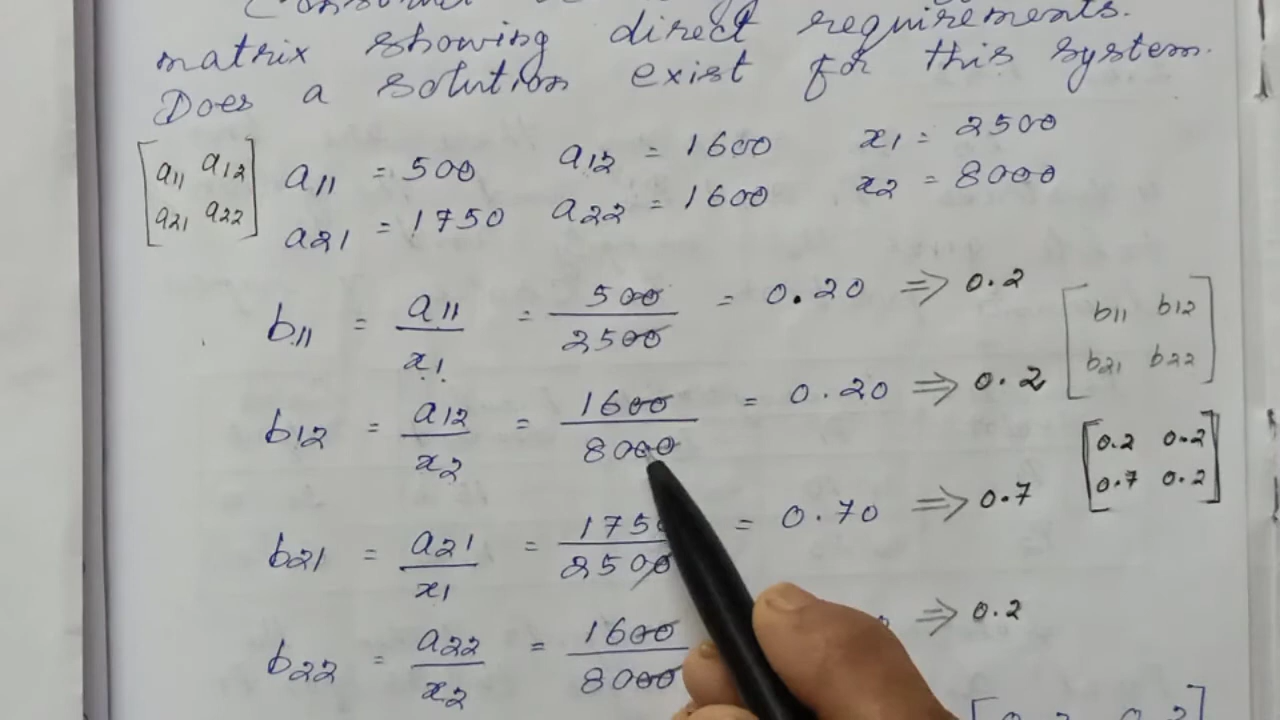 matrix showing direct requirements.
Does a solution exist for this system.
[a11 a12
a21 a22]
a11 = 500 a12 = 1600 x1 = 2500
a21 = 1750 a22 = 1600 x2 = 8000
b11 = a11/x1 = 500/2500 = 0.20 ⇒ 0.2
[b11 b12
b21 b22]
b12 = a12/x2 = 1600/8000 = 0.20 ⇒ 0.2
[0.2 0.2
0.7 0.2]
b21 = a21/x1 = 175 /2500 = 0.70 ⇒ 0.7
b22 = a22/x2 = 1600/8000 ⇒ 0.2